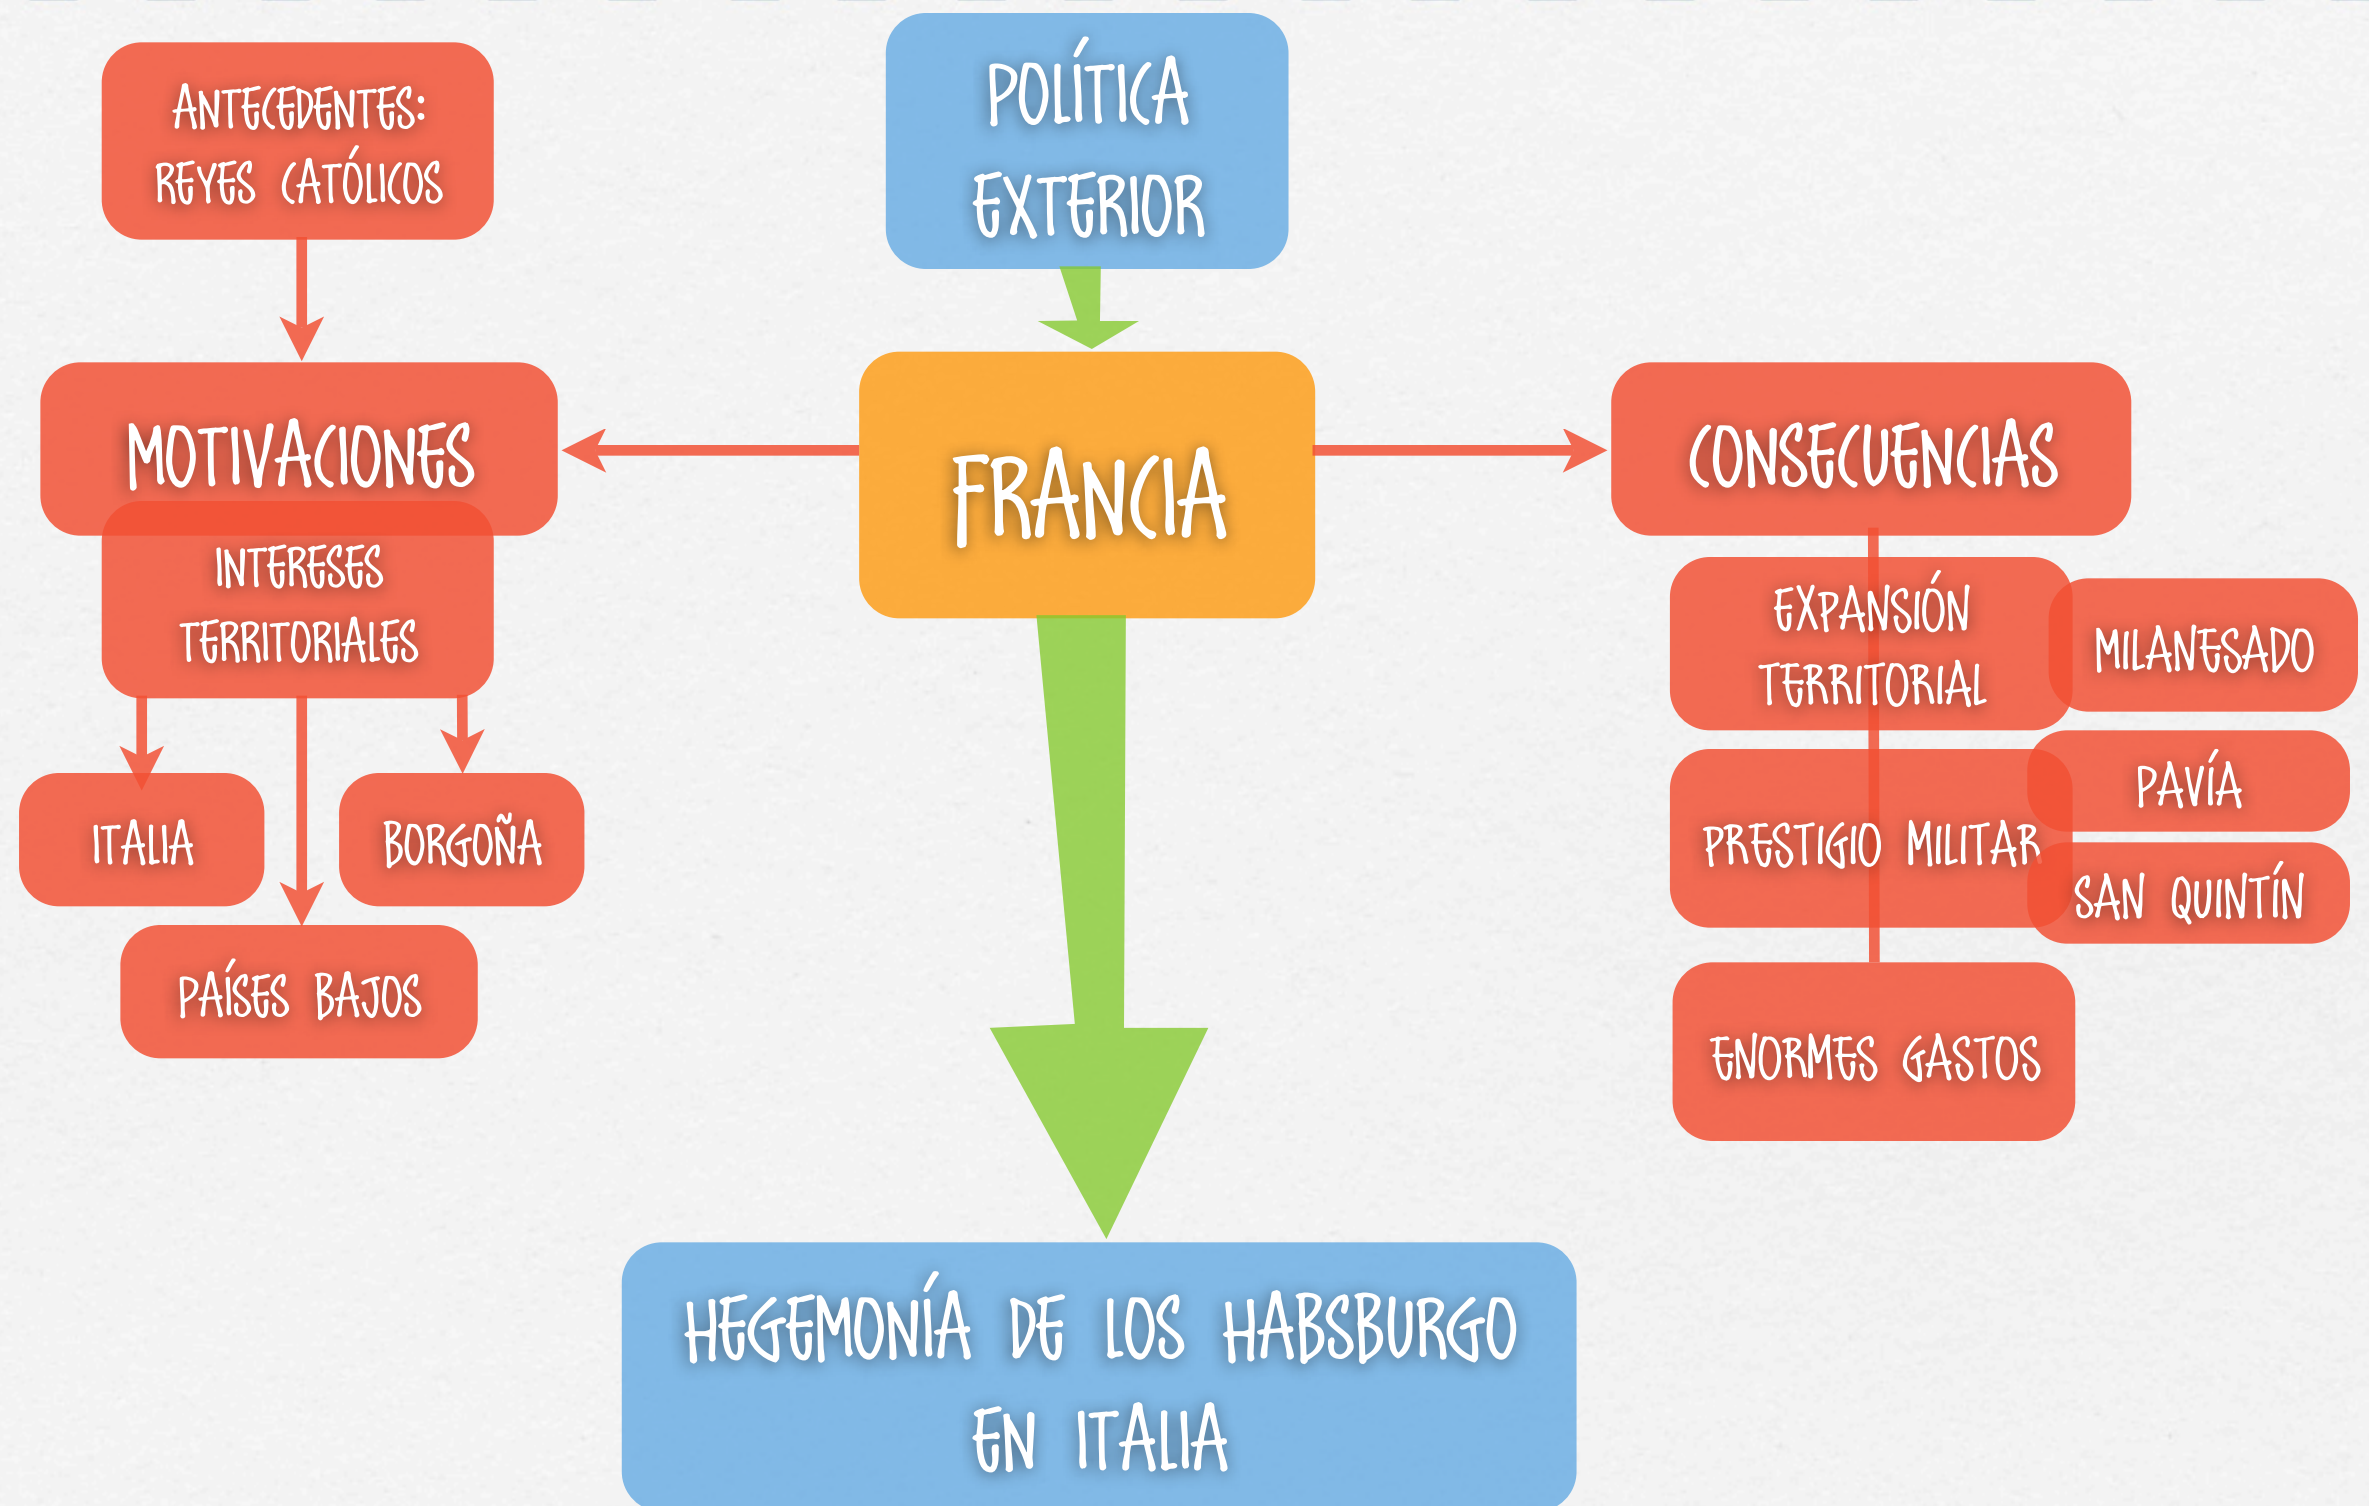 ANTECEDENTES:
REYES CATÓLICOS
POLÍTICA
EXTERIOR
MOTIVACIONES
INTERESES
TERRITORIALES
ITALIA
BORGOÑA
PAÍSES BAJOS
FRANCIA
CONSECUENCIAS
EXPANSIÓN
TERRITORIAL
MILANESADO
PRESTIGIO MILITAR
PAVÍA
SAN QUINTÍN
ENORMES GASTOS
HEGEMONÍA DE LOS HABSBURGO
EN ITALIA